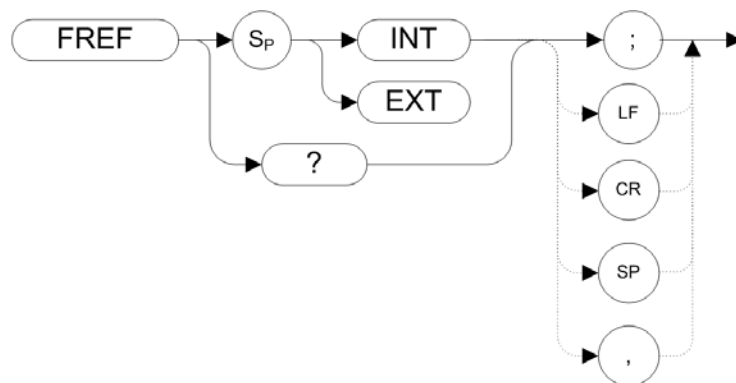 FREF SP INT ;
EXT LF
?
CR
SP
,